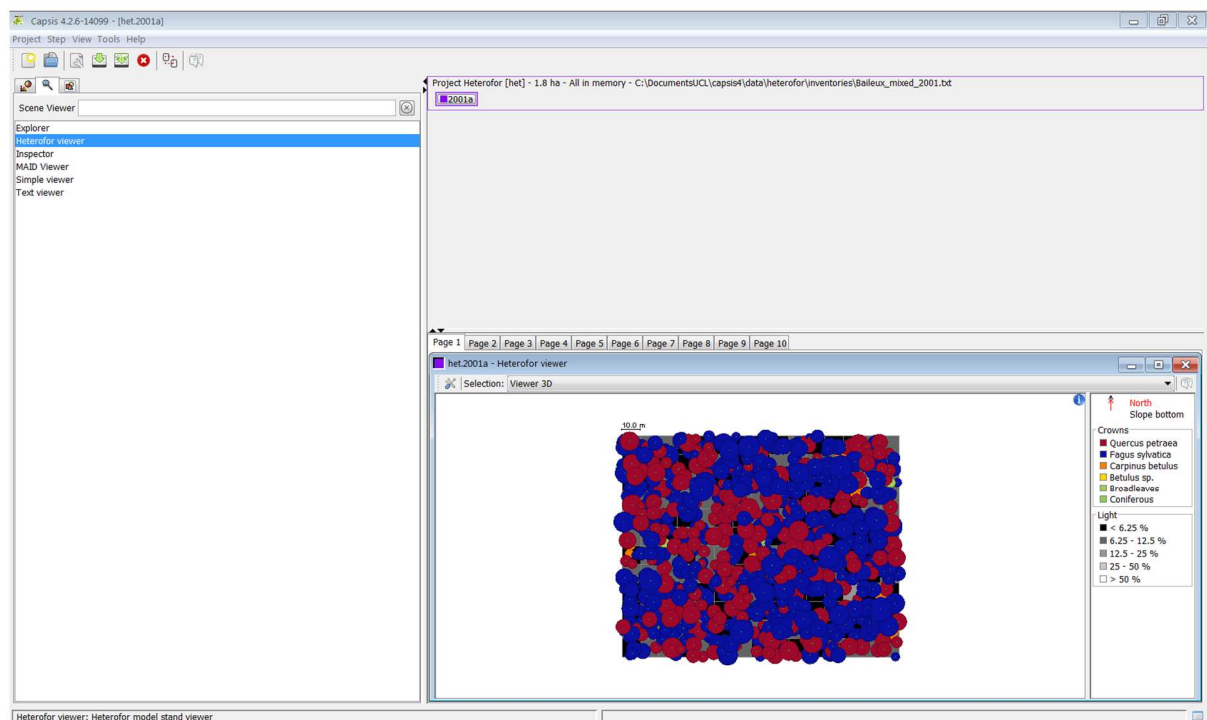 Capsis 4.2.6-14099 - [het.2001a]
Project Step View Tools Help
Scene Viewer
Explorer
Heterofor viewer
Inspector
MAID Viewer
Simple viewer
Text viewer
Project Heterofor [het] - 1.8 ha - All in memory - C:\DocumentsUCL\capsis4\data\heterofor\inventories\Baileux_mixed_2001.txt
2001a
Page 1 Page 2 Page 3 Page 4 Page 5 Page 6 Page 7 Page 8 Page 9 Page 10
het.2001a - Heterofor viewer
Selection: Viewer 3D
10.0 m
North
Slope bottom
Crowns
Quercus petraea
Fagus sylvatica
Carpinus betulus
Betulus sp.
Broadleaves
Coniferous
Light
< 6.25 %
6.25 - 12.5 %
12.5 - 25 %
25 - 50 %
> 50 %
Heterofor viewer: Heterofor model stand viewer